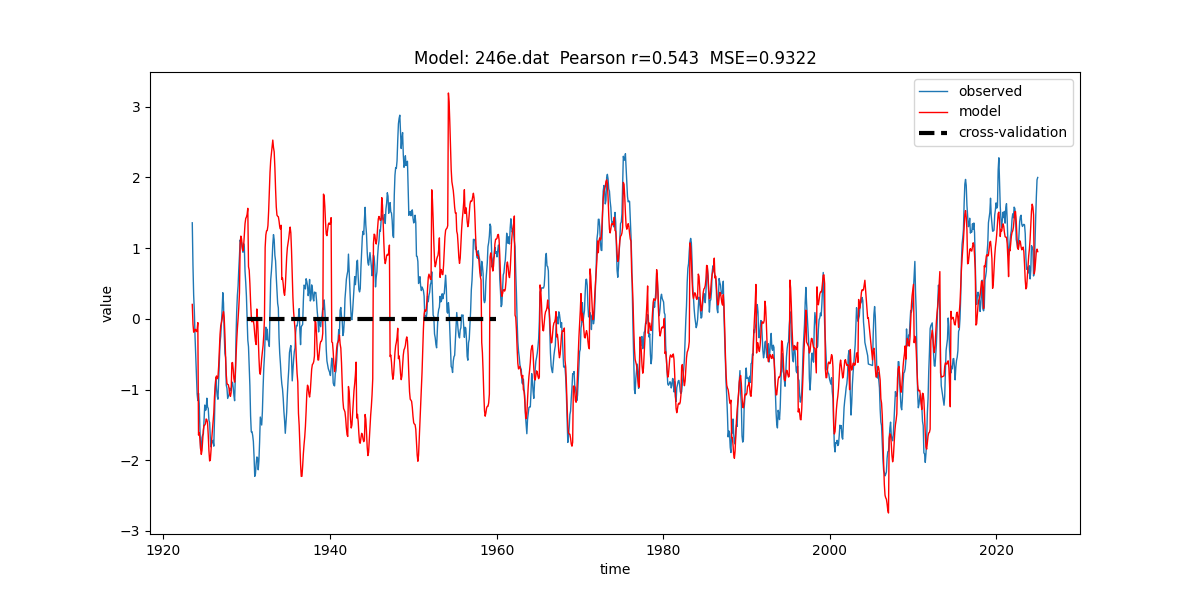 Model: 246e.dat  Pearson r=0.543  MSE=0.9322
observed
model
cross-validation
value
3
2
1
0
−1
−2
−3
1920
1940
1960
1980
2000
2020
time